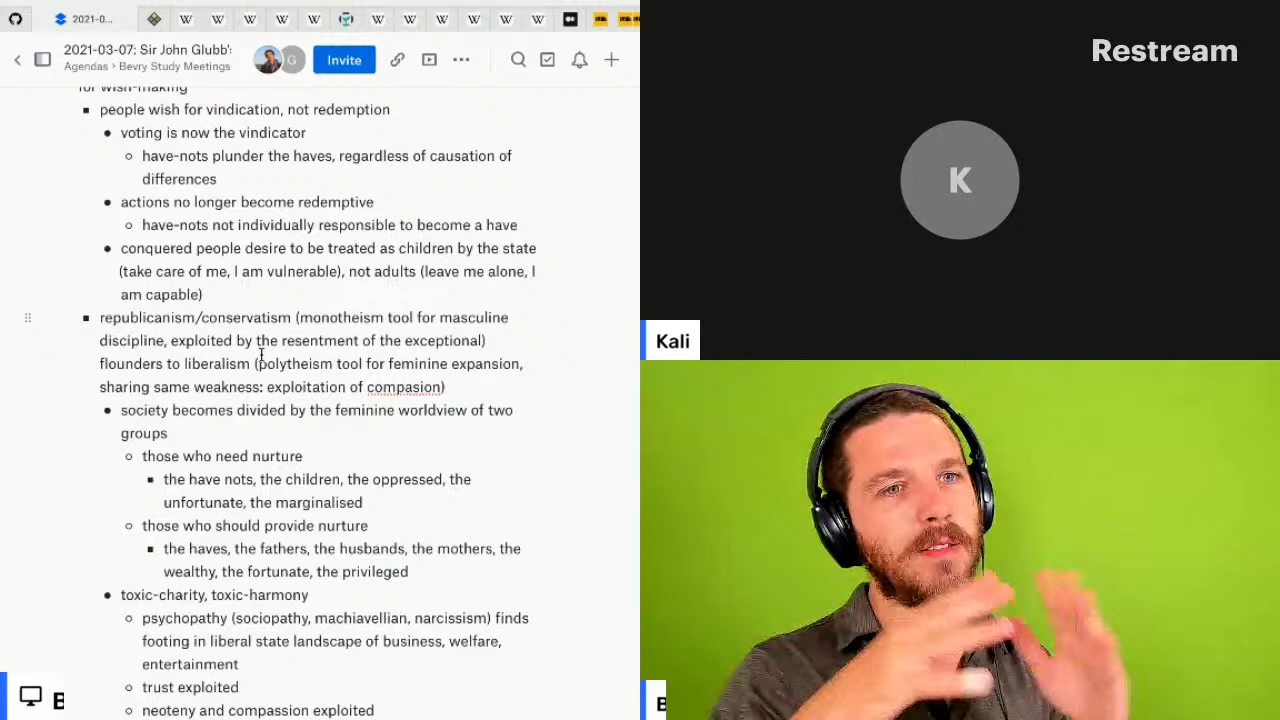 2021-0...
2021-03-07: Sir John Glubb':
Agendas > Bevry Study Meetings
G
Invite
for wish-making
people wish for vindication, not redemption
voting is now the vindicator
have-nots plunder the haves, regardless of causation of
differences
actions no longer become redemptive
have-nots not individually responsible to become a have
conquered people desire to be treated as children by the state
(take care of me, I am vulnerable), not adults (leave me alone, I
am capable)
republicanism/conservatism (monotheism tool for masculine
discipline, exploited by the resentment of the exceptional)
flounders to liberalism (polytheism tool for feminine expansion,
sharing same weakness: exploitation of compasion)
society becomes divided by the feminine worldview of two
groups
those who need nurture
the have nots, the children, the oppressed, the
unfortunate, the marginalised
those who should provide nurture
the haves, the fathers, the husbands, the mothers, the
wealthy, the fortunate, the privileged
toxic-charity, toxic-harmony
psychopathy (sociopathy, machiavellian, narcissism) finds
footing in liberal state landscape of business, welfare,
entertainment
trust exploited
neoteny and compassion exploited
Restream
K
Kali